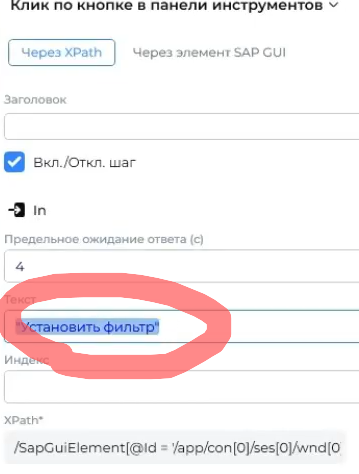 Клик по кнопке в панели инструментов
Через XPath Через элемент SAP GUI
Заголовок
Вкл./Откл. шаг
In
Предельное ожидание ответа (с)
4
Текст
"Установить фильтр"
Индекс
XPath*
/SapGuiElement[@Id = '/app/con[0]/ses[0]/wnd[0